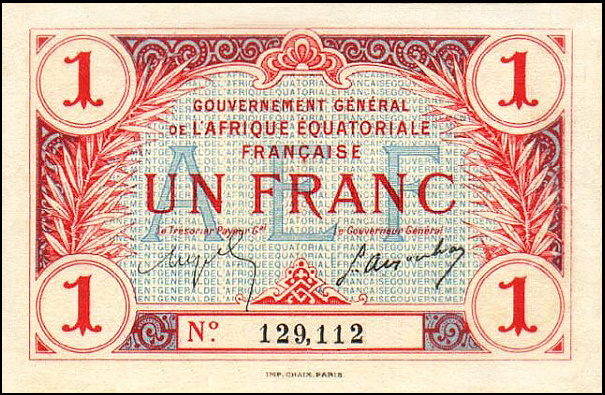 1 1
GOUVERNEMENT GÉNÉRAL
DE L'AFRIQUE ÉQUATORIALE
FRANÇAISE
A E F
UN FRANC
Le Trésorier Payeur Gal Le Gouverneur Général
1 1
No. 129,112
IMP. CHAIX, PARIS.